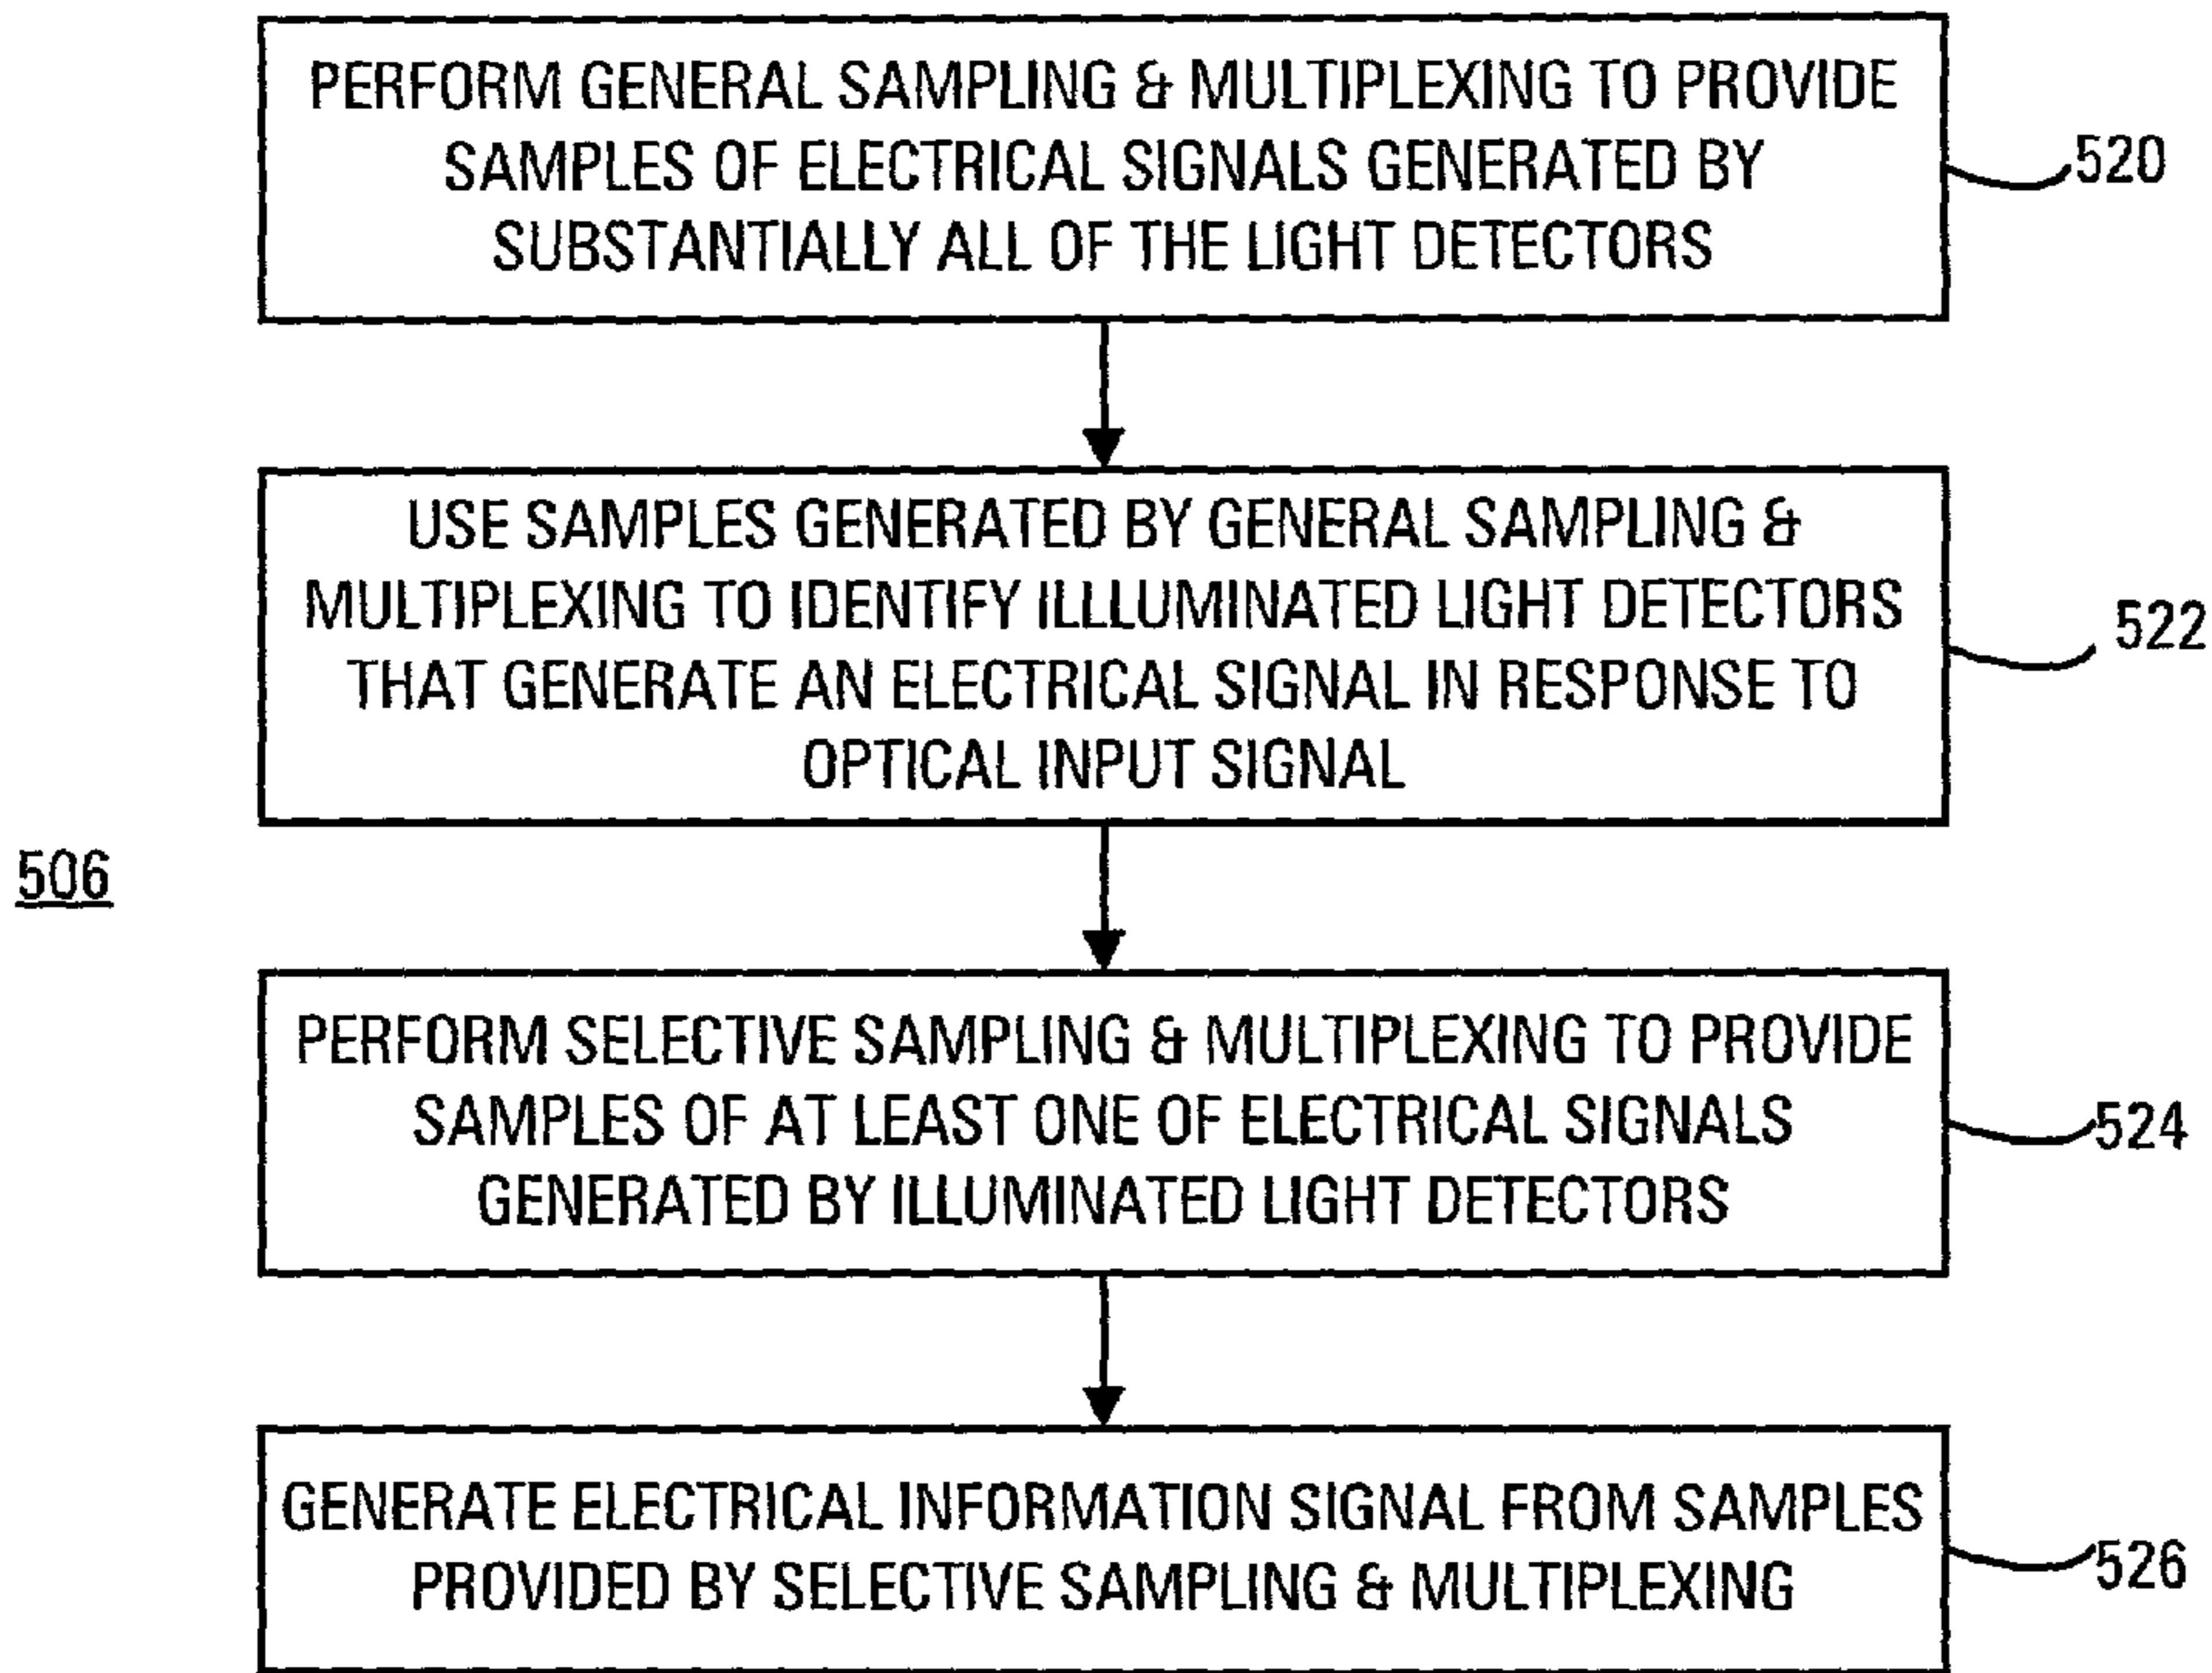 PERFORM GENERAL SAMPLING & MULTIPLEXING TO PROVIDE
SAMPLES OF ELECTRICAL SIGNALS GENERATED BY
SUBSTANTIALLY ALL OF THE LIGHT DETECTORS
520
USE SAMPLES GENERATED BY GENERAL SAMPLING &
MULTIPLEXING TO IDENTIFY ILLLUMINATED LIGHT DETECTORS
THAT GENERATE AN ELECTRICAL SIGNAL IN RESPONSE TO
OPTICAL INPUT SIGNAL
522
506
PERFORM SELECTIVE SAMPLING & MULTIPLEXING TO PROVIDE
SAMPLES OF AT LEAST ONE OF ELECTRICAL SIGNALS
GENERATED BY ILLUMINATED LIGHT DETECTORS
524
GENERATE ELECTRICAL INFORMATION SIGNAL FROM SAMPLES
PROVIDED BY SELECTIVE SAMPLING & MULTIPLEXING
526